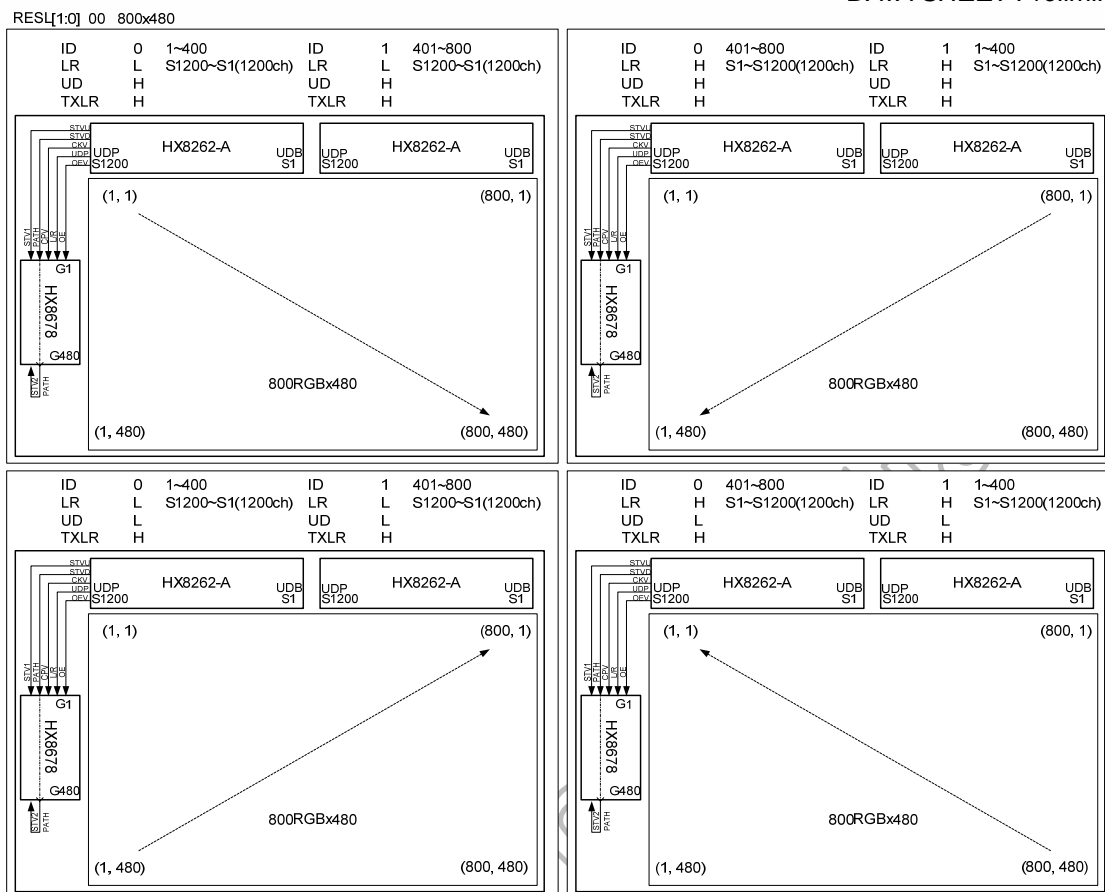 RESL[1:0] 00 800x480
ID 0 1~400 ID 1 401~800
LR L S1200~S1(1200ch) LR L S1200~S1(1200ch)
UD H UD H
TXLR H TXLR H
STVU
STVD
CKV
UDP
OEV
UDP HX8262-A UDB
S1200 S1
UDP HX8262-A UDB
S1200 S1
(1, 1) (800, 1)
STV1 PATH CPV L/R OE
G1
HX8678
G480
STV2 PATH
800RGBx480
(1, 480) (800, 480)
ID 0 401~800 ID 1 1~400
LR H S1~S1200(1200ch) LR H S1~S1200(1200ch)
UD H UD H
TXLR H TXLR H
STVU
STVD
CKV
UDP
OEV
UDP HX8262-A UDB
S1200 S1
UDP HX8262-A UDB
S1200 S1
(1, 1) (800, 1)
STV1 PATH CPV L/R OE
G1
HX8678
G480
STV2 PATH
800RGBx480
(1, 480) (800, 480)
ID 0 1~400 ID 1 401~800
LR L S1200~S1(1200ch) LR L S1200~S1(1200ch)
UD L UD L
TXLR H TXLR H
STVU
STVD
CKV
UDP
OEV
UDP HX8262-A UDB
S1200 S1
UDP HX8262-A UDB
S1200 S1
(1, 1) (800, 1)
STV1 PATH CPV L/R OE
G1
HX8678
G480
STV2 PATH
800RGBx480
(1, 480) (800, 480)
ID 0 401~800 ID 1 1~400
LR H S1~S1200(1200ch) LR H S1~S1200(1200ch)
UD L UD L
TXLR H TXLR H
STVU
STVD
CKV
UDP
OEV
UDP HX8262-A UDB
S1200 S1
UDP HX8262-A UDB
S1200 S1
(1, 1) (800, 1)
STV1 PATH CPV L/R OE
G1
HX8678
G480
STV2 PATH
800RGBx480
(1, 480) (800, 480)